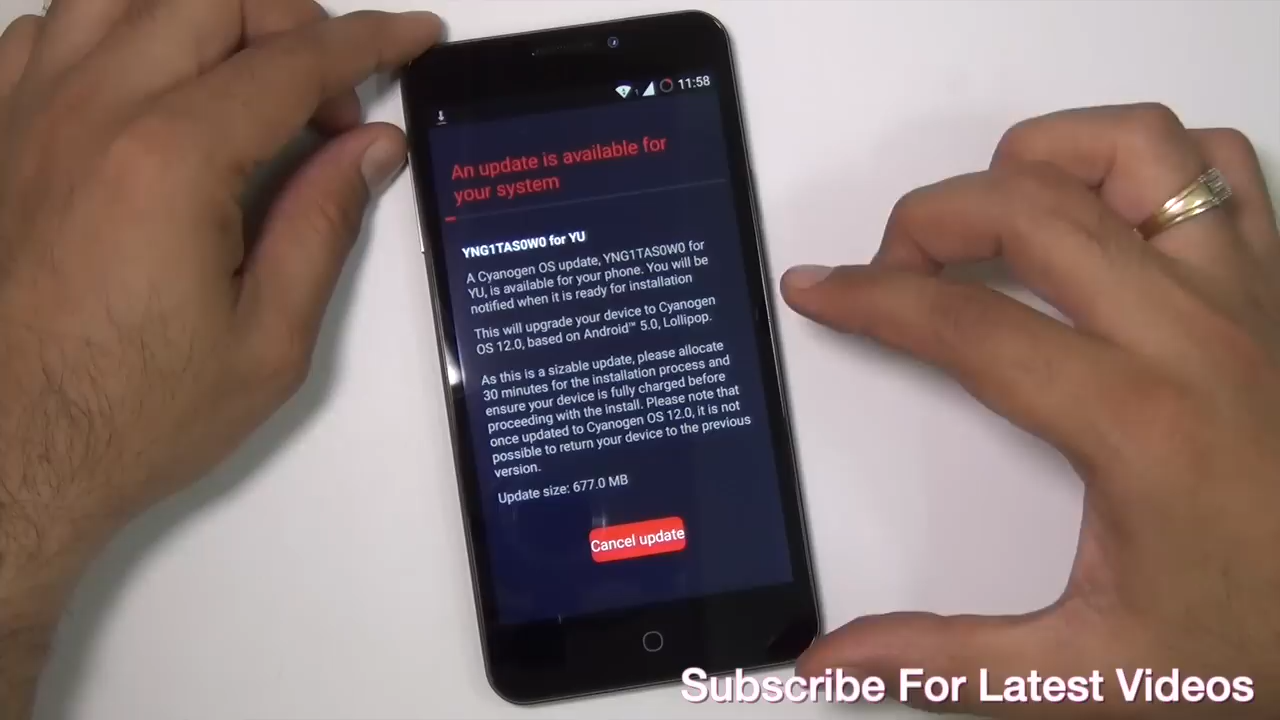 11:58
An update is available for
your system
YNG1TAS0W0 for YU
A Cyanogen OS update, YNG1TAS0W0 for
YU, is available for your phone. You will be
notified when it is ready for installation
This will upgrade your device to Cyanogen
OS 12.0, based on Android™ 5.0, Lollipop.
As this is a sizable update, please allocate
30 minutes for the installation process and
ensure your device is fully charged before
proceeding with the install. Please note that
once updated to Cyanogen OS 12.0, it is not
possible to return your device to the previous
version.
Update size: 677.0 MB
Cancel update
Subscribe For Latest Videos